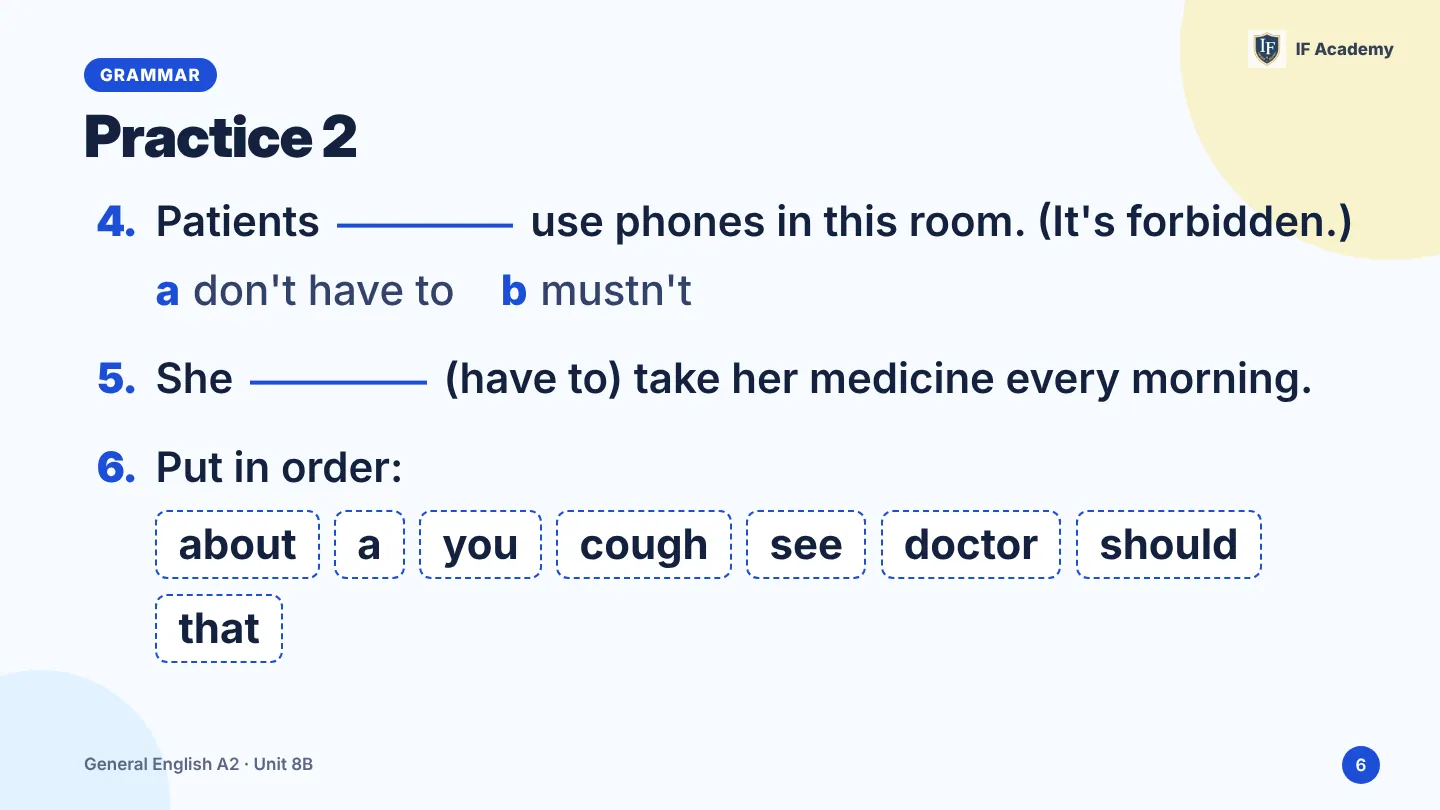 IF
IF Academy
GRAMMAR
Practice 2
4. Patients ________ use phones in this room. (It's forbidden.)
a don't have to b mustn't
5. She ________ (have to) take her medicine every morning.
6. Put in order:
about a you cough see doctor should
that
General English A2 · Unit 8B
6